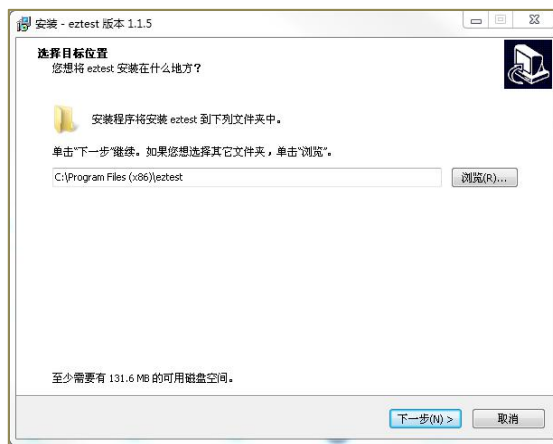 安装 - eztest 版本 1.1.5
选择目标位置
您想将 eztest 安装在什么地方？
安装程序将安装 eztest 到下列文件夹中。
单击“下一步”继续。如果您想选择其它文件夹，单击“浏览”。
C:\Program Files (x86)\eztest
浏览(R)...
至少需要有 131.6 MB 的可用磁盘空间。
下一步(N) >
取消